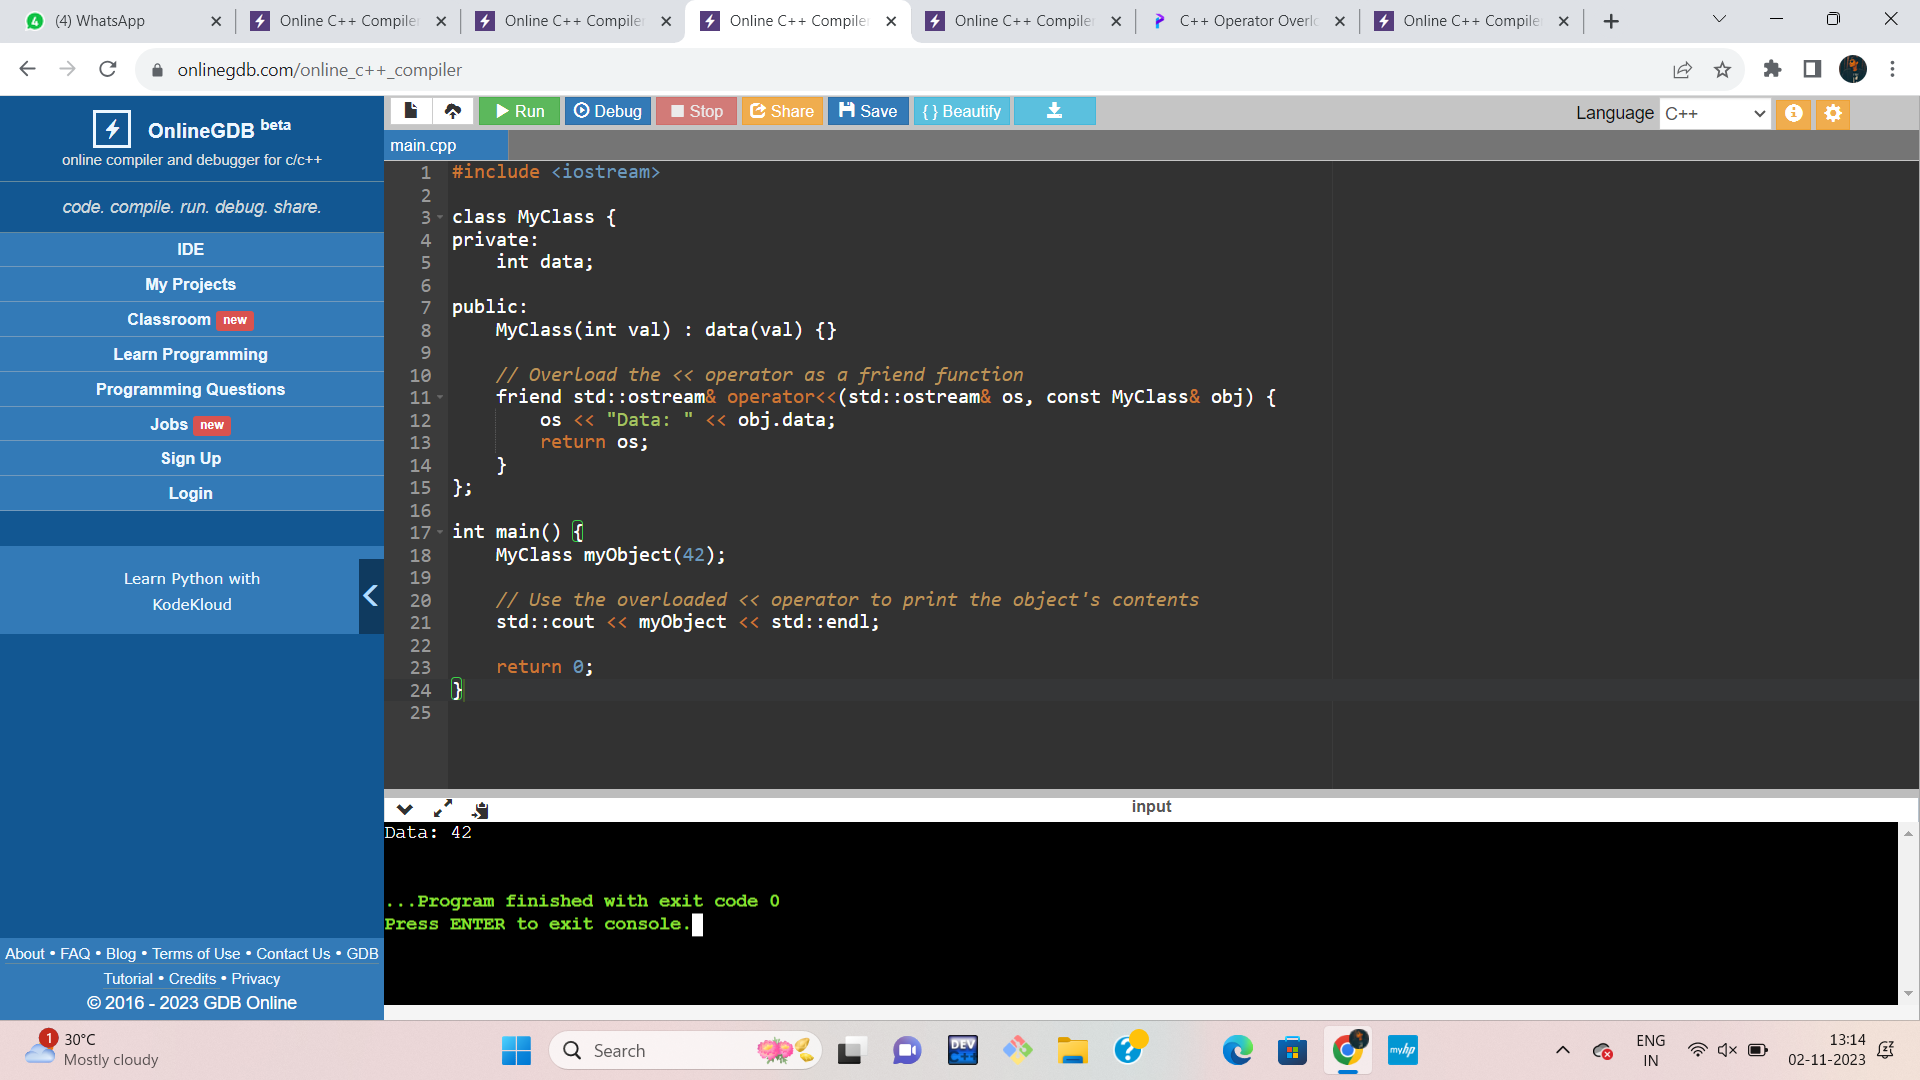 (4) WhatsApp
Online C++ Compiler
Online C++ Compiler
Online C++ Compiler
Online C++ Compiler
C++ Operator Overlo
Online C++ Compiler
onlinegdb.com/online_c++_compiler
OnlineGDB beta
online compiler and debugger for c/c++
code. compile. run. debug. share.
IDE
My Projects
Classroom new
Learn Programming
Programming Questions
Jobs new
Sign Up
Login
Learn Python with
KodeKloud
About • FAQ • Blog • Terms of Use • Contact Us • GDB
Tutorial • Credits • Privacy
© 2016 - 2023 GDB Online
Run Debug Stop Share Save { } Beautify
Language C++
main.cpp
1 #include <iostream>
2
3 class MyClass {
4 private:
5     int data;
6
7 public:
8     MyClass(int val) : data(val) {}
9
10     // Overload the << operator as a friend function
11     friend std::ostream& operator<<(std::ostream& os, const MyClass& obj) {
12         os << "Data: " << obj.data;
13         return os;
14     }
15 };
16
17 int main() {
18     MyClass myObject(42);
19
20     // Use the overloaded << operator to print the object's contents
21     std::cout << myObject << std::endl;
22
23     return 0;
24 }
25
input
Data: 42
...Program finished with exit code 0
Press ENTER to exit console.
1
30°C
Mostly cloudy
Search
DEV
C++
myhp
ENG
IN
13:14
02-11-2023